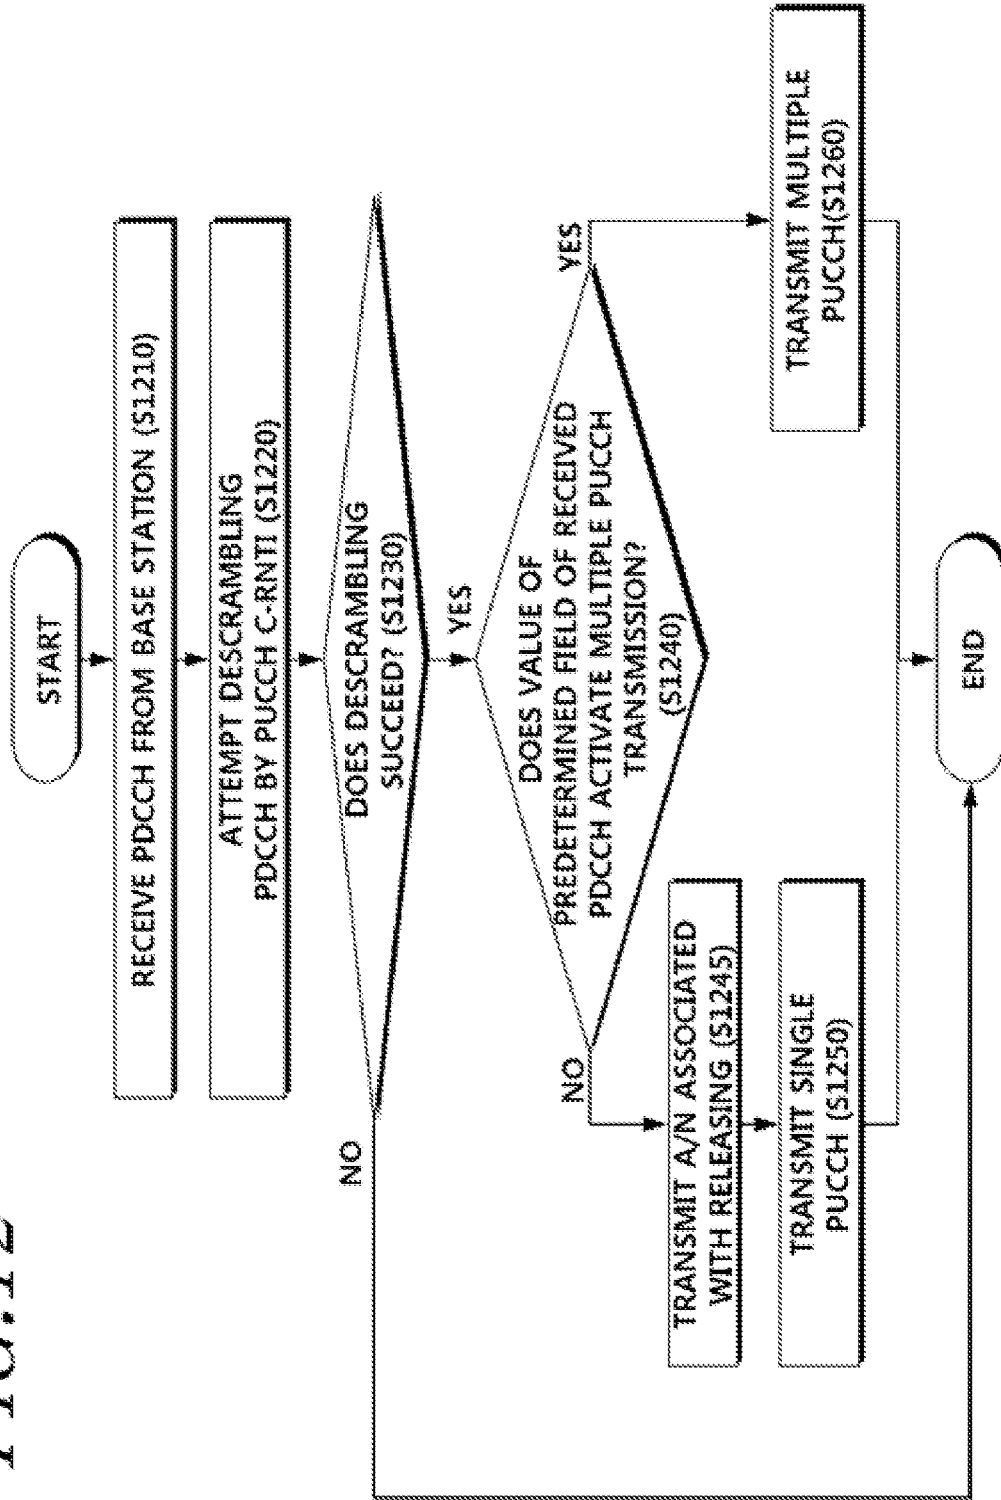 FIG.12
START
RECEIVE PDCCH FROM BASE STATION (S1210)
ATTEMPT DESCRAMBLING
PDCCH BY PUCCH C-RNTI (S1220)
DOES DESCRAMBLING
SUCCEED? (S1230)
NO
YES
DOES VALUE OF
PREDETERMINED FIELD OF RECEIVED
PDCCH ACTIVATE MULTIPLE PUCCH
TRANSMISSION?
(S1240)
NO
YES
TRANSMIT A/N ASSOCIATED
WITH RELEASING (S1245)
TRANSMIT SINGLE
PUCCH (S1250)
TRANSMIT MULTIPLE
PUCCH(S1260)
END